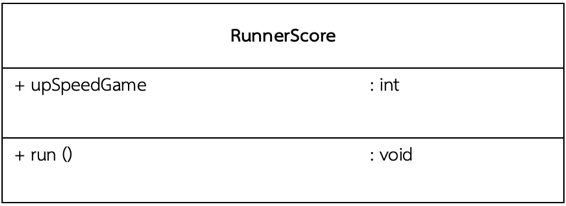 RunnerScore
+ upSpeedGame : int
+ run () : void